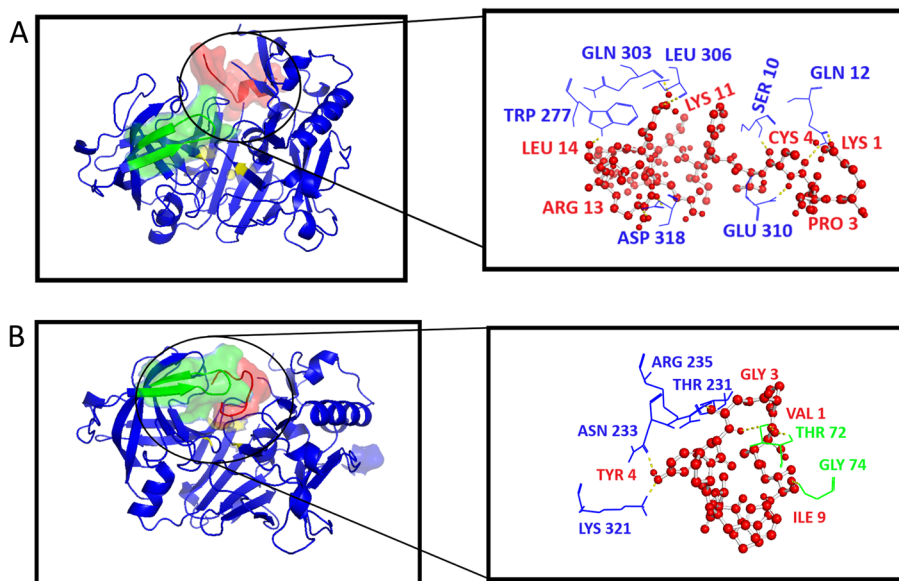 A
GLN 303
LEU 306
SER 10
GLN 12
LYS 11
TRP 277
CYS 4
LYS 1
LEU 14
ARG 13
ASP 318
GLU 310
PRO 3
B
ARG 235
GLY 3
THR 231
VAL 1
ASN 233
THR 72
TYR 4
GLY 74
LYS 321
ILE 9